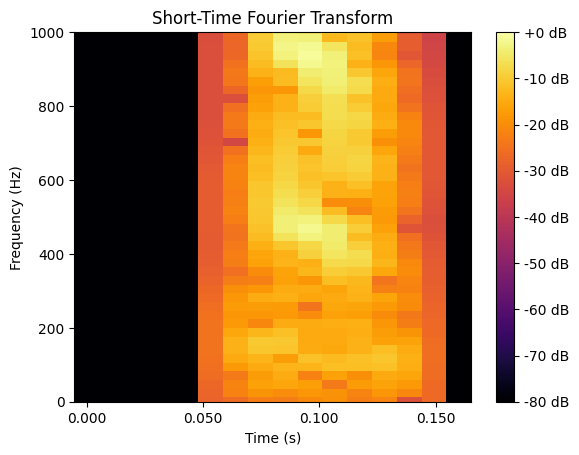 Short-Time Fourier Transform
Frequency (Hz)
1000
800
600
400
200
0
0.000
0.050
0.100
0.150
Time (s)
+0 dB
-10 dB
-20 dB
-30 dB
-40 dB
-50 dB
-60 dB
-70 dB
-80 dB